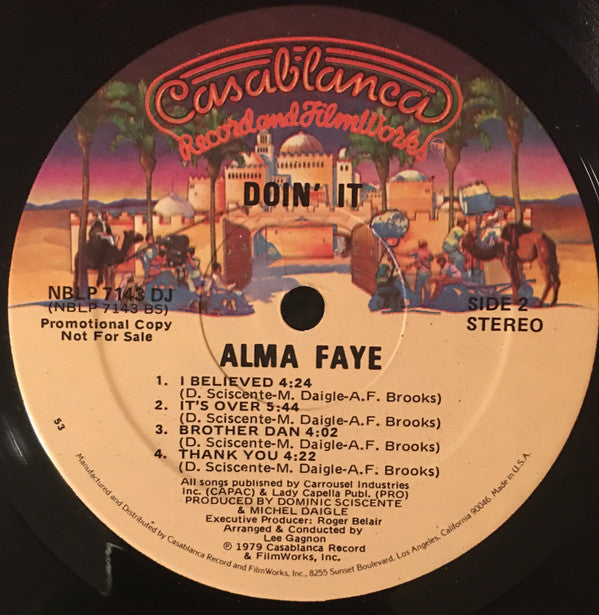 Casablanca
Record and FilmWorks
TM
DOIN' IT
NBLP 7143 DJ
(NBLP 7143 BS)
Promotional Copy
Not For Sale
SIDE 2
STEREO
ALMA FAYE
1. I BELIEVED 4:24
(D. Sciscente-M. Daigle-A.F. Brooks)
2. IT'S OVER 5:44
(D. Sciscente-M. Daigle-A.F. Brooks)
3. BROTHER DAN 4:02
(D. Sciscente-M. Daigle-A.F. Brooks)
4. THANK YOU 4:22
(D. Sciscente-M. Daigle-A.F. Brooks)
53
All songs published by Carrousel Industries
Inc. (CAPAC) & Lady Capella Publ. (PRO)
PRODUCED BY DOMINIC SCISCENTE
& MICHEL DAIGLE
Executive Producer: Roger Belair
Arranged & Conducted by
Lee Gagnon
℗ © 1979 Casablanca Record
& FilmWorks, Inc.
Manufactured and Distributed by Casablanca Record and FilmWorks, Inc., 8255 Sunset Boulevard, Los Angeles, California 90046. Made in U.S.A.